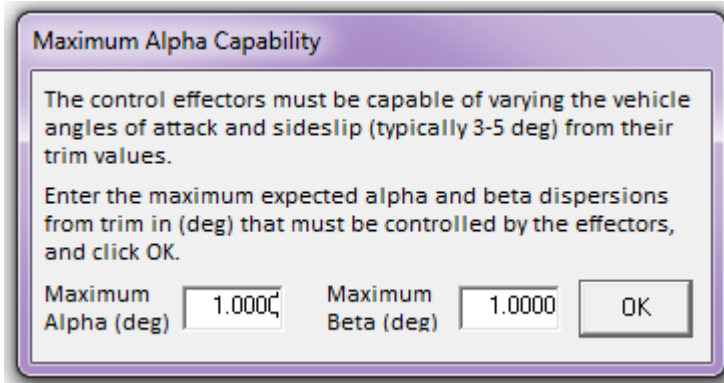 Maximum Alpha Capability
The control effectors must be capable of varying the vehicle
angles of attack and sideslip (typically 3-5 deg) from their
trim values.
Enter the maximum expected alpha and beta dispersions
from trim in (deg) that must be controlled by the effectors,
and click OK.
Maximum
Alpha (deg)
1.0000
Maximum
Beta (deg)
1.0000
OK